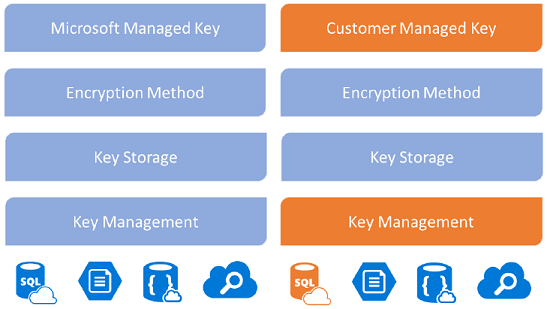 Microsoft Managed Key
Customer Managed Key
Encryption Method
Encryption Method
Key Storage
Key Storage
Key Management
Key Management
SQL
{ }
SQL
{ }